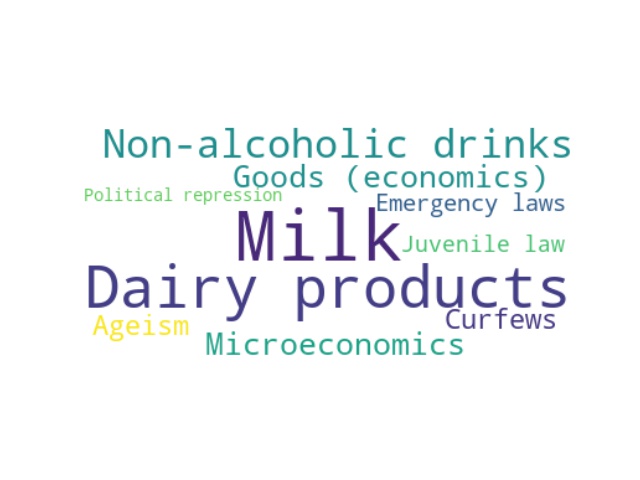 Non-alcoholic drinks
Goods (economics)
Political repression
Emergency laws
Milk
Juvenile law
Dairy products
Curfews
Ageism
Microeconomics